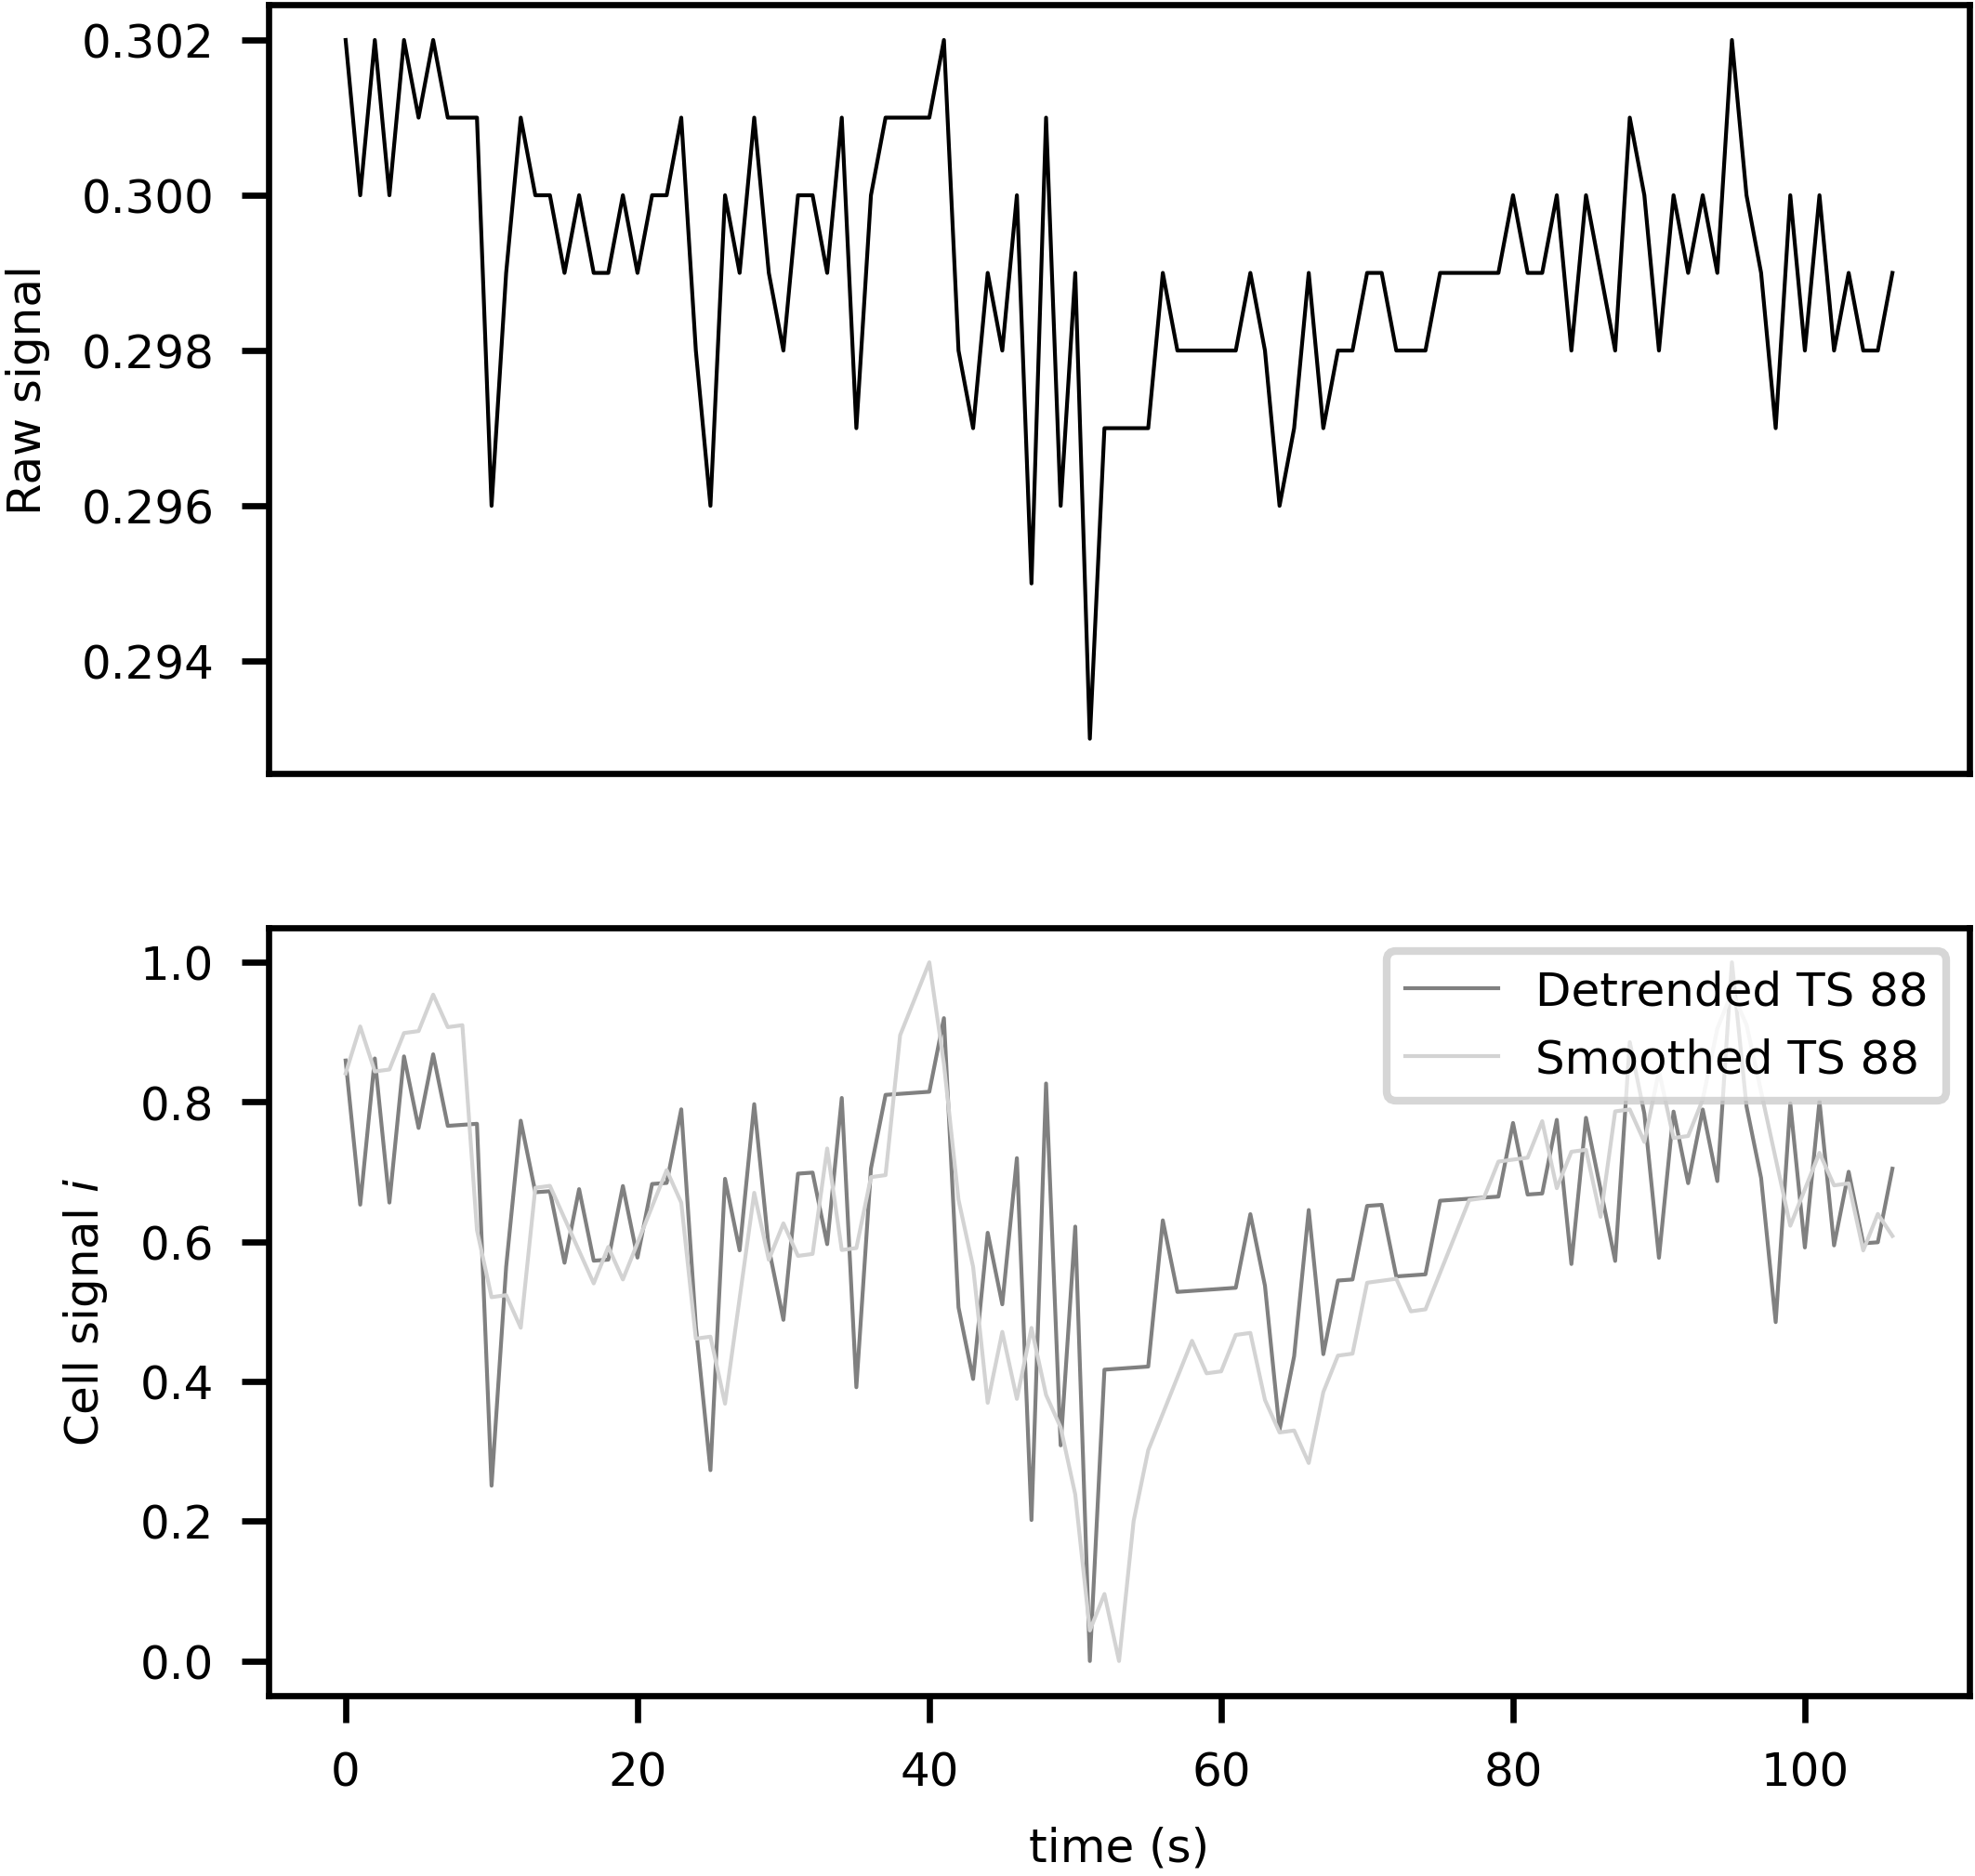 0.302
0.300
0.298
0.296
0.294
Raw signal
1.0
0.8
0.6
0.4
0.2
0.0
Cell signal i
Detrended TS 88
Smoothed TS 88
0 20 40 60 80 100
time (s)